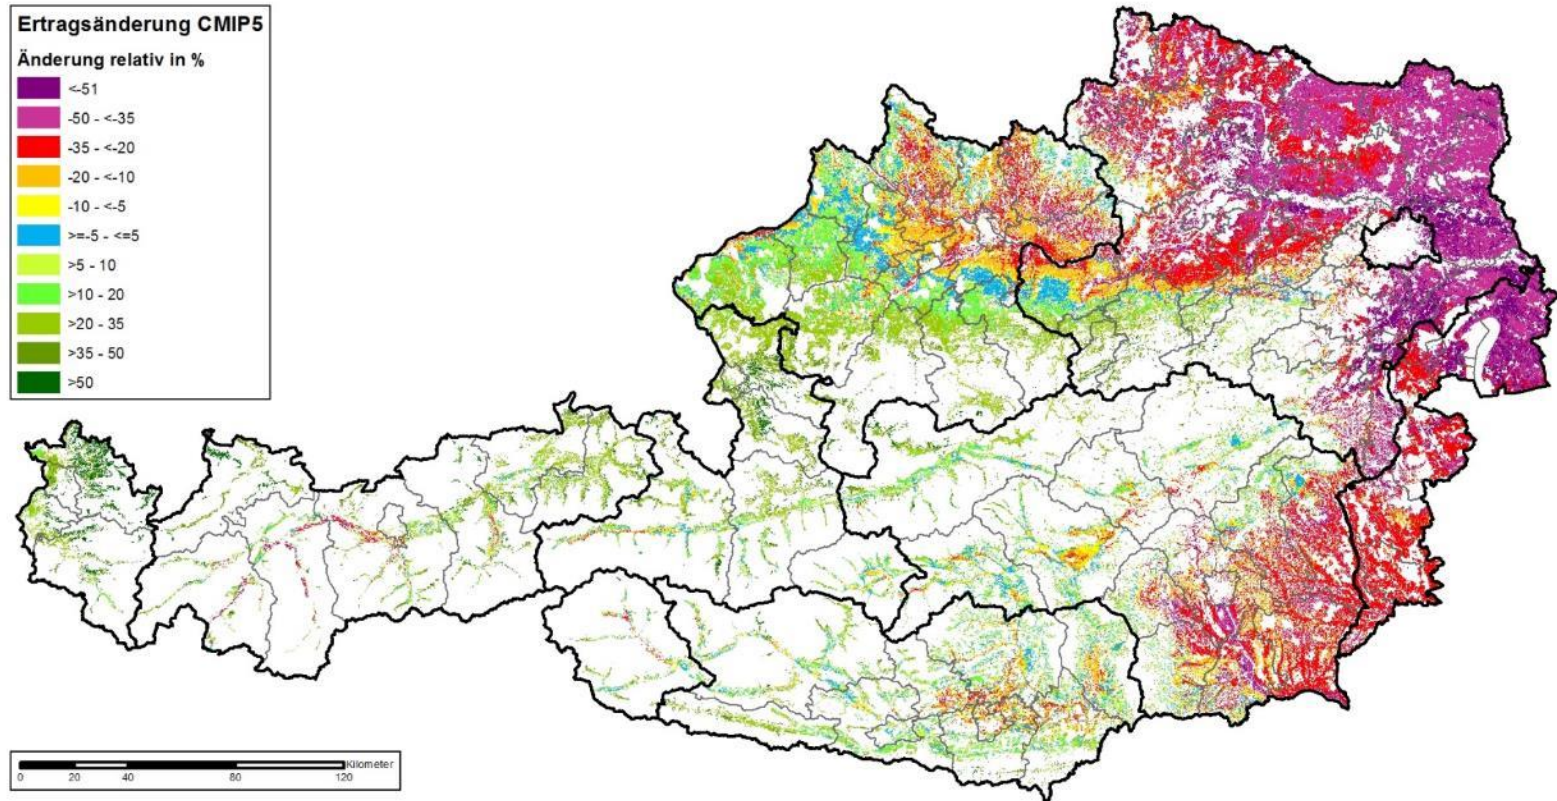 Ertragsänderung CMIP5
Änderung relativ in %
<-51
-50 - <-35
-35 - <-20
-20 - <-10
-10 - <-5
>=-5 - <=5
>5 - 10
>10 - 20
>20 - 35
>35 - 50
>50
Kilometer
0 20 40 80 120